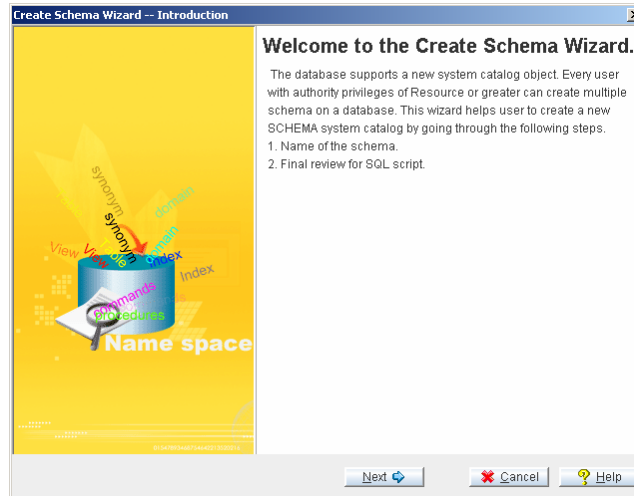 Create Schema Wizard -- Introduction
Welcome to the Create Schema Wizard.
The database supports a new system catalog object. Every user
with authority privileges of Resource or greater can create multiple
schema on a database. This wizard helps user to create a new
SCHEMA system catalog by going through the following steps.
1. Name of the schema.
2. Final review for SQL script.
synonym
domain
synonym
View
View
Table
domain
Index
Index
commands
procedures
Name space
Next
Cancel
Help